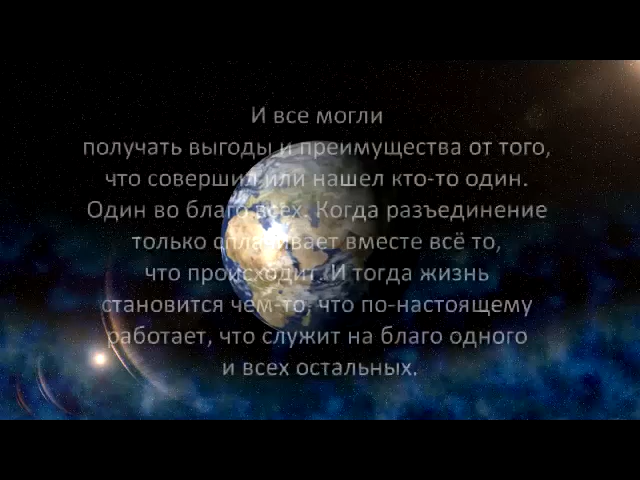 И все могли
получать выгоды и преимущества от того,
что совершил или нашел кто-то один.
Один во благо всех. Когда разъединение
только сплачивает вместе всё то,
что происходит. И тогда жизнь
становится чем-то, что по-настоящему
работает, что служит на благо одного
и всех остальных.